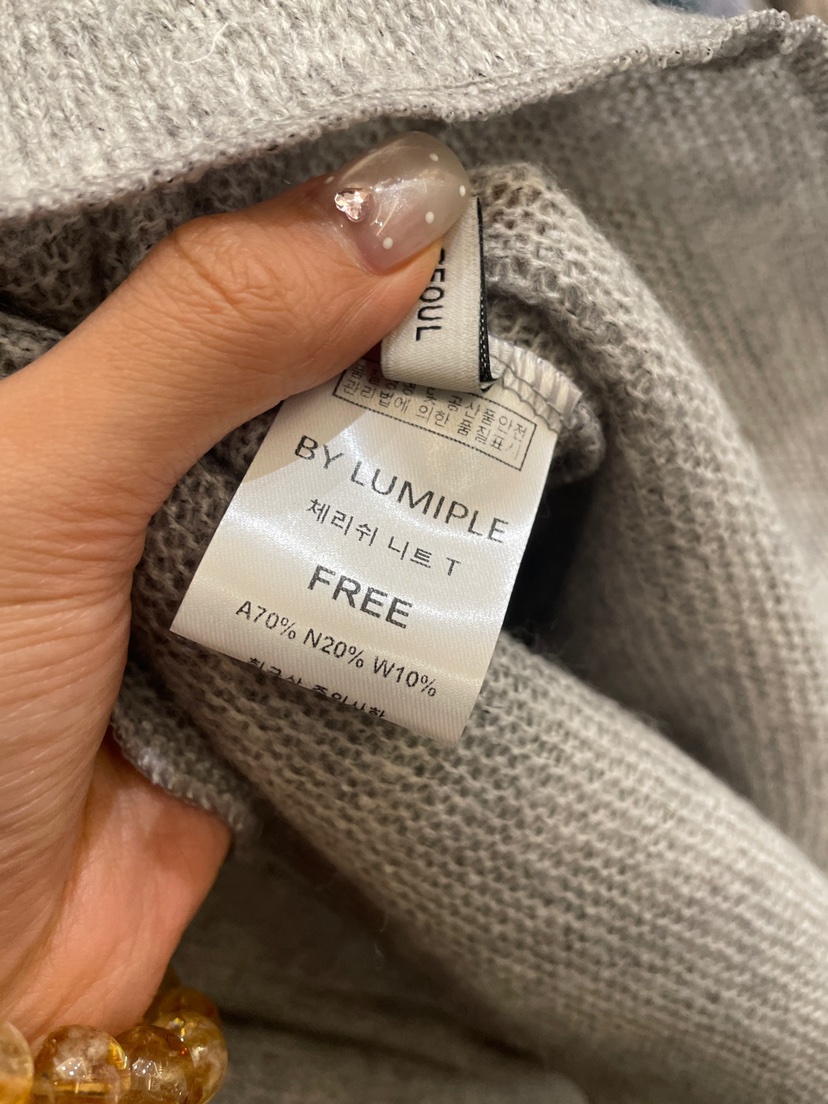 SEOUL
관리법에 의한 품질표기
BY LUMIPLE
체리쉬 니트 T
FREE
A70% N20% W10%